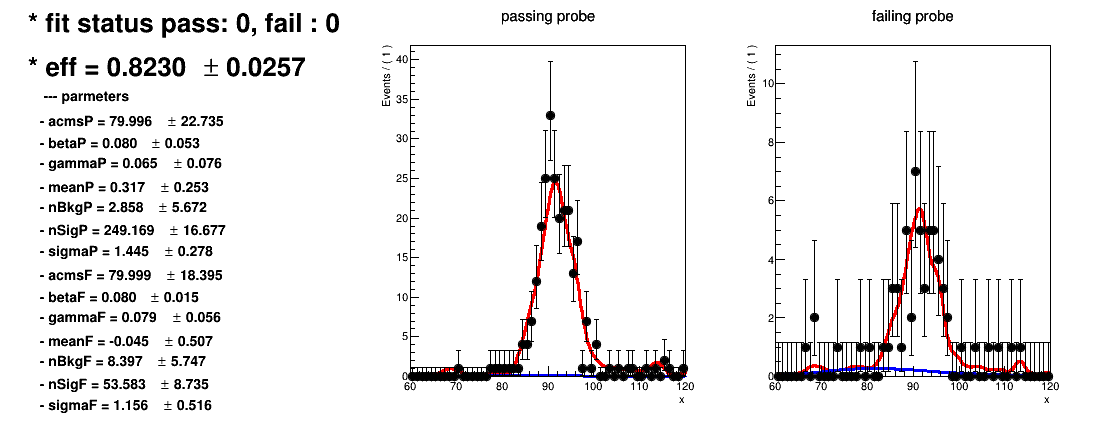 * fit status pass: 0, fail : 0
* eff = 0.8230 ± 0.0257
--- parmeters
- acmsP = 79.996 ± 22.735
- betaP = 0.080 ± 0.053
- gammaP = 0.065 ± 0.076
- meanP = 0.317 ± 0.253
- nBkgP = 2.858 ± 5.672
- nSigP = 249.169 ± 16.677
- sigmaP = 1.445 ± 0.278
- acmsF = 79.999 ± 18.395
- betaF = 0.080 ± 0.015
- gammaF = 0.079 ± 0.056
- meanF = -0.045 ± 0.507
- nBkgF = 8.397 ± 5.747
- nSigF = 53.583 ± 8.735
- sigmaF = 1.156 ± 0.516
passing probe
Events / ( 1 )
40
35
30
25
20
15
10
5
0
60 70 80 90 100 110 120
x
failing probe
Events / ( 1 )
10
8
6
4
2
0
60 70 80 90 100 110 120
x